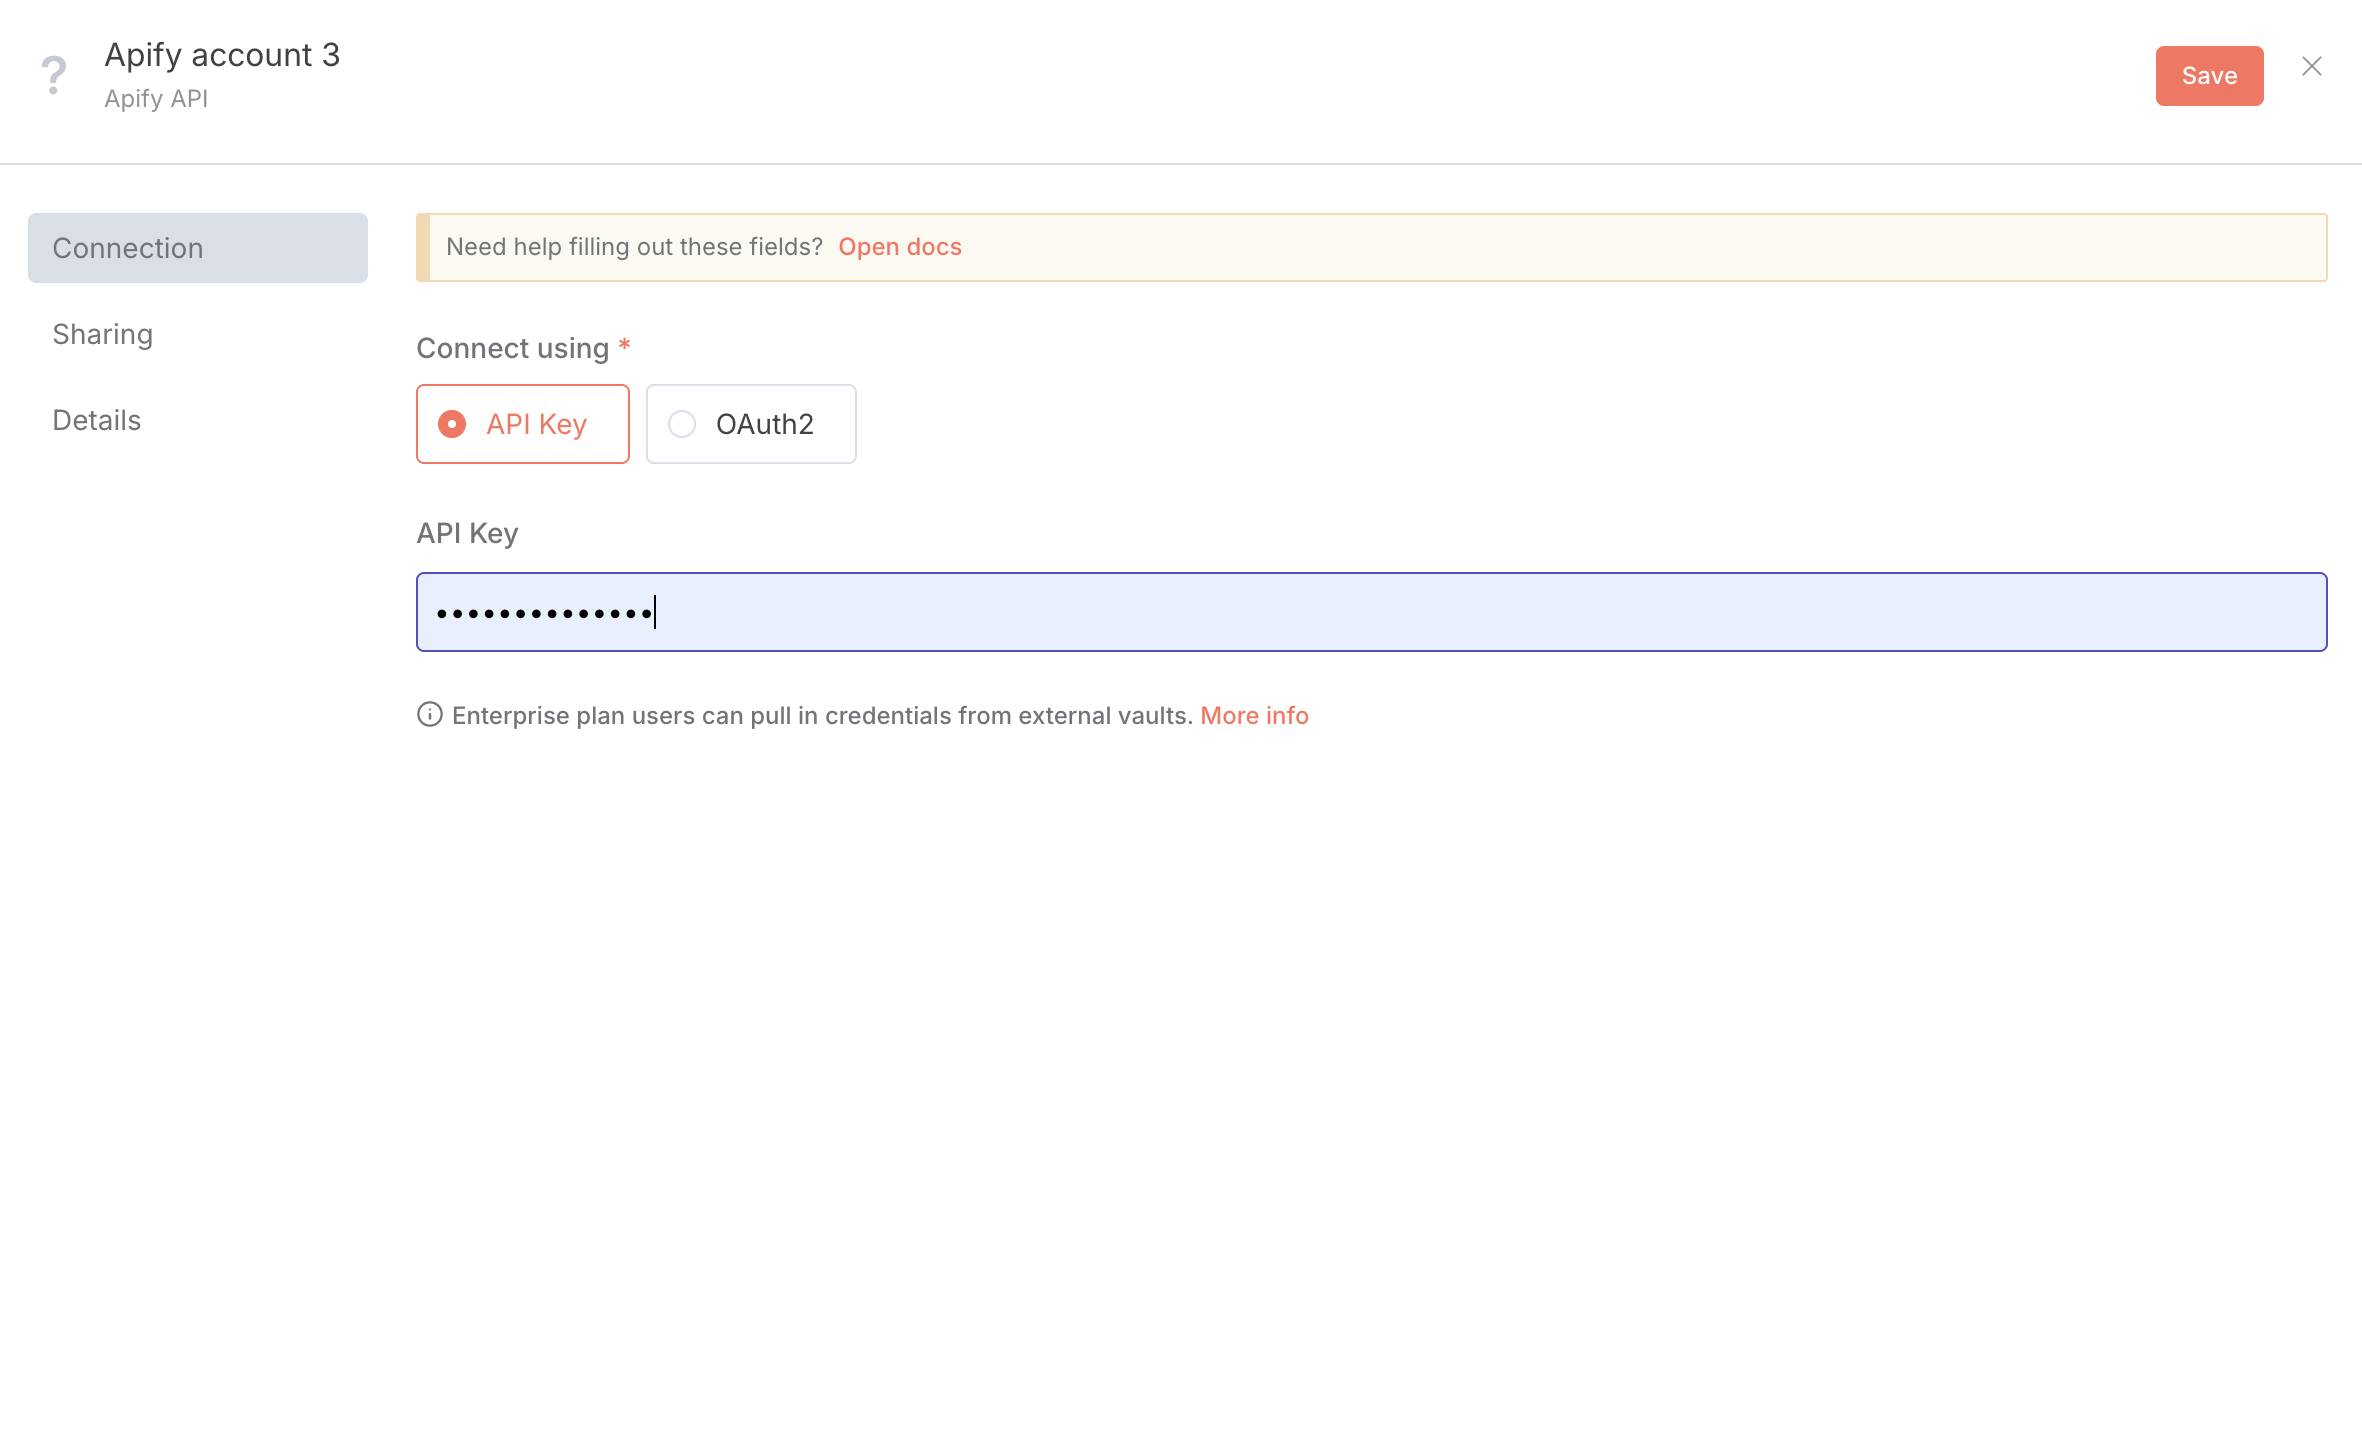 ?
Apify account 3
Apify API
Save
Connection
Sharing
Details
Need help filling out these fields? Open docs
Connect using *
API Key
OAuth2
API Key
••••••••••••••
Enterprise plan users can pull in credentials from external vaults. More info